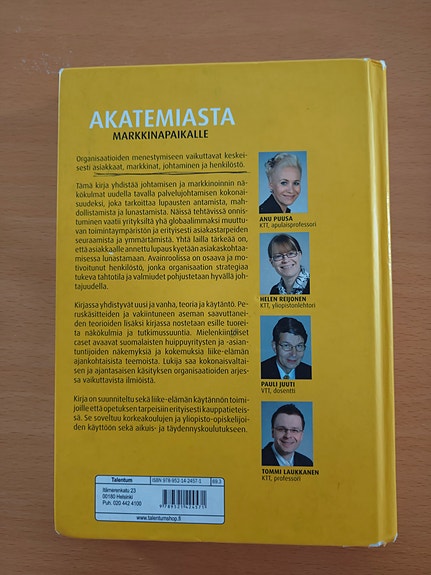 AKATEMIASTA
MARKKINAPAIKALLE
Organisaatioiden menestymiseen vaikuttavat keskei-
sesti asiakkaat, markkinat, johtaminen ja henkilöstö.
Tämä kirja yhdistää johtamisen ja markkinoinnin nä-
kökulmat uudella tavalla palvelujohtamisen kokonai-
suudeksi, joka tarkoittaa lupausten antamista, mah-
dollistamista ja lunastamista. Näissä tehtävissä onnis-
tuminen vaatii yrityksiltä yhä globaalimmaksi muuttu-
van toimintaympäristön ja erityisesti asiakastarpeiden
seuraamista ja ymmärtämistä. Yhtä lailla tärkeää on,
että asiakkaalle annettu lupaus kyetään asiakaskohtaa-
misessa lunastamaan. Avainroolissa on osaava ja mo-
tivoitunut henkilöstö, jonka organisaation strategiaa
tukeva tahtotila ja valmiudet pohjustetaan hyvällä joh-
tajuudella.
Kirjassa yhdistyvät uusi ja vanha, teoria ja käytäntö. Pe-
ruskäsitteiden ja vakiintuneen aseman saavuttanei-
den teorioiden lisäksi kirjassa nostetaan esille tuorei-
ta näkökulmia ja tutkimussuuntia. Mielenkiintoiset
caset avaavat suomalaisten huippuyritysten ja -asian-
tuntijoiden näkemyksiä ja kokemuksia liike-elämän
ajankohtaisista teemoista. Lukija saa kokonaisvaltai-
sen ja ajantasaisen käsityksen organisaatioiden arjes-
sa vaikuttavista ilmiöistä.
Kirja on suunniteltu sekä liike-elämän käytännön toimi-
joille että opetuksen tarpeisiin erityisesti kauppatieteis-
sä. Se soveltuu korkeakoulujen ja yliopisto-opiskelijoi-
den käyttöön sekä aikuis- ja täydennyskoulutukseen.
ANU PUUSA
KTT, apulaisprofessori
HELEN REIJONEN
KTT, yliopistonlehtori
PAULI JUUTI
VTT, dosentti
TOMMI LAUKKANEN
KTT, professori
Talentum
ISBN 978-952-14-2457-1
69.3
Itämerenkatu 23
00180 Helsinki
Puh. 020 442 4100
www.talentumshop.fi
9 789521 424571